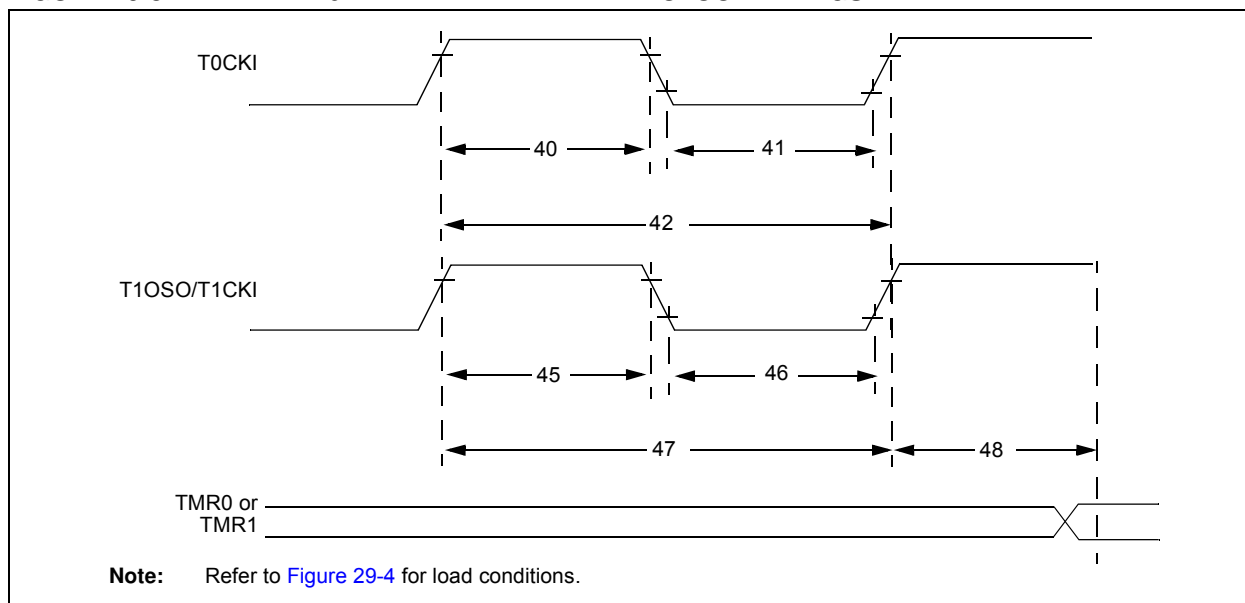 T0CKI
40
41
42
T1OSO/T1CKI
45
46
47
48
TMR0 or
TMR1
Note: Refer to Figure 29-4 for load conditions.